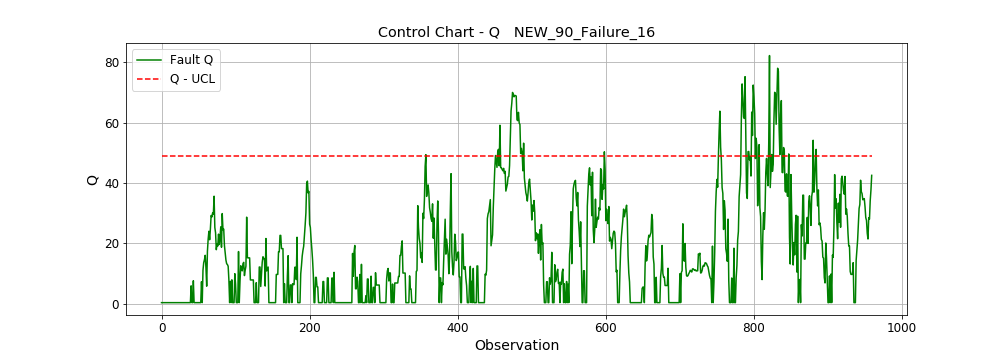 Control Chart - Q NEW_90_Failure_16
Fault Q
Q - UCL
80
60
40
20
0
Q
0 200 400 600 800 1000
Observation